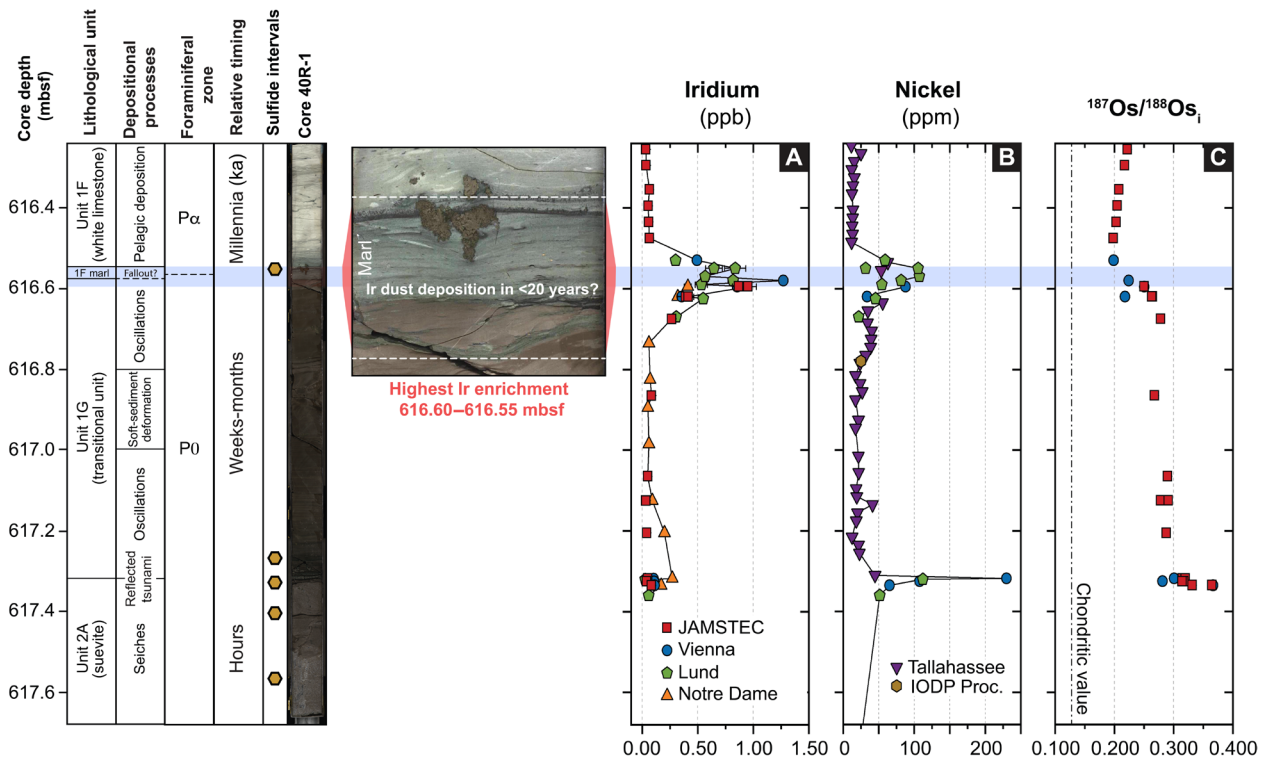 Core depth
(mbsf)
Lithological unit
Depositional
processes
Foraminiferal
zone
Relative timing
Sulfide intervals
Core 40R-1
616.4
616.6
616.8
617.0
617.2
617.4
617.6
Unit 1F
(white limestone)
1F marl
Unit 1G
(transitional unit)
Unit 2A
(suevite)
Pelagic deposition
Fallout?
Oscillations
Soft-sediment
deformation
Oscillations
Reflected
tsunami
Seiches
Pα
Pθ
Millennia (ka)
Weeks-months
Hours
Marl
Ir dust deposition in <20 years?
Highest Ir enrichment
616.60–616.55 mbsf
Iridium
(ppb)
A
JAMSTEC
Vienna
Lund
Notre Dame
0.00
0.50
1.00
1.50
Nickel
(ppm)
B
Tallahassee
IODP Proc.
0
100
200
187Os/188Osi
C
Chondritic value
0.100
0.200
0.300
0.400